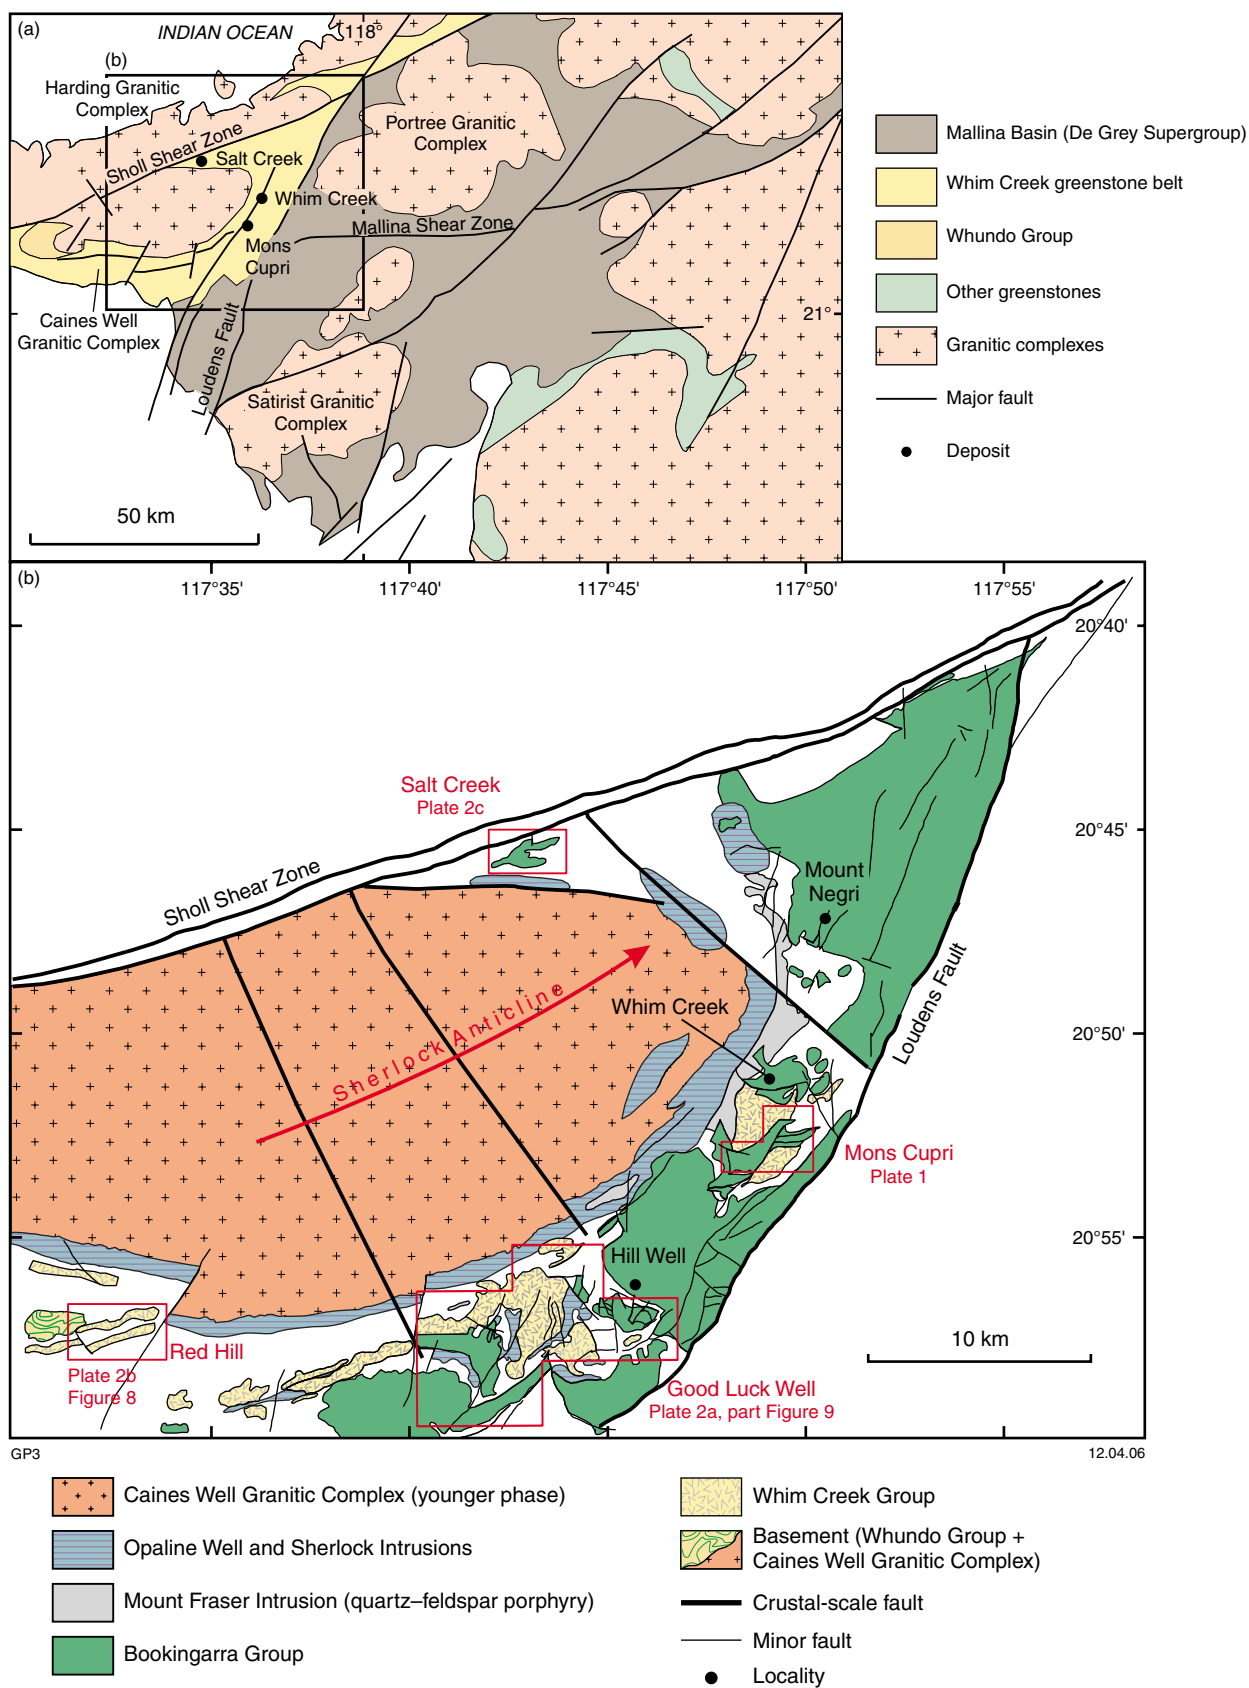 (a)
INDIAN OCEAN
118°
(b)
Harding Granitic
Complex
Portree Granitic
Complex
Sholl Shear Zone
Salt Creek
Whim Creek
Mallina Shear Zone
Mons
Cupri
21°
Caines Well
Granitic Complex
Loudens Fault
Satirist Granitic
Complex
50 km
Mallina Basin (De Grey Supergroup)
Whim Creek greenstone belt
Whundo Group
Other greenstones
Granitic complexes
Major fault
Deposit
(b)
117°35'
117°40'
117°45'
117°50'
117°55'
20°40'
Salt Creek
Plate 2c
20°45'
Sholl Shear Zone
Mount
Negri
Loudens Fault
Sherlock Anticline
Whim Creek
20°50'
Mons Cupri
Plate 1
20°55'
Hill Well
10 km
Red Hill
Plate 2b
Figure 8
Good Luck Well
Plate 2a, part Figure 9
GP3
12.04.06
Caines Well Granitic Complex (younger phase)
Opaline Well and Sherlock Intrusions
Mount Fraser Intrusion (quartz–feldspar porphyry)
Bookingarra Group
Whim Creek Group
Basement (Whundo Group +
Caines Well Granitic Complex)
Crustal-scale fault
Minor fault
Locality